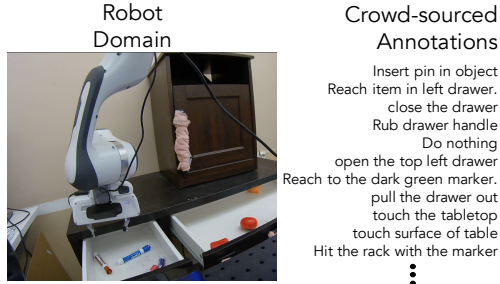 Robot
Domain
Crowd-sourced
Annotations
Insert pin in object
Reach item in left drawer.
close the drawer
Rub drawer handle
Do nothing
open the top left drawer
Reach to the dark green marker.
pull the drawer out
touch the tabletop
touch surface of table
Hit the rack with the marker